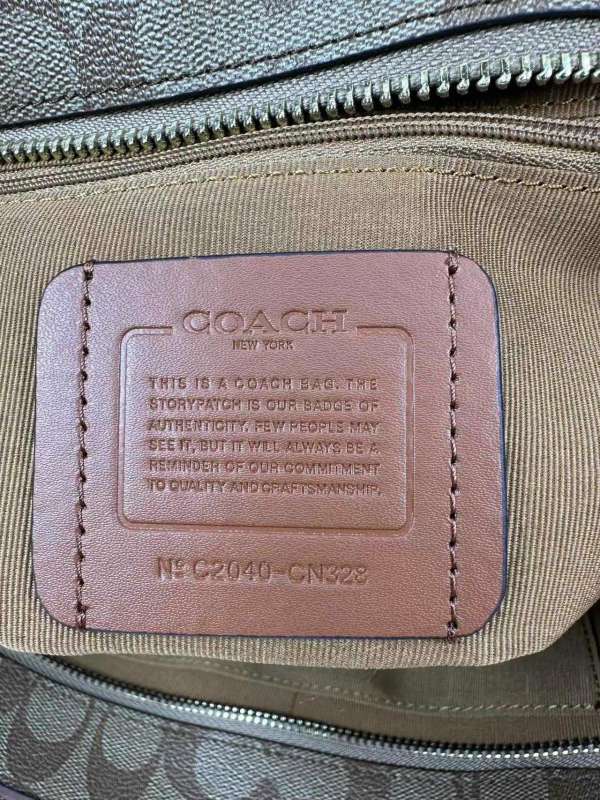 COACH
NEW YORK
THIS IS A COACH BAG. THE
STORYPATCH IS OUR BADGE OF
AUTHENTICITY. FEW PEOPLE MAY
SEE IT, BUT IT WILL ALWAYS BE A
REMINDER OF OUR COMMITMENT
TO QUALITY AND CRAFTSMANSHIP.
Nº C2040-CN328